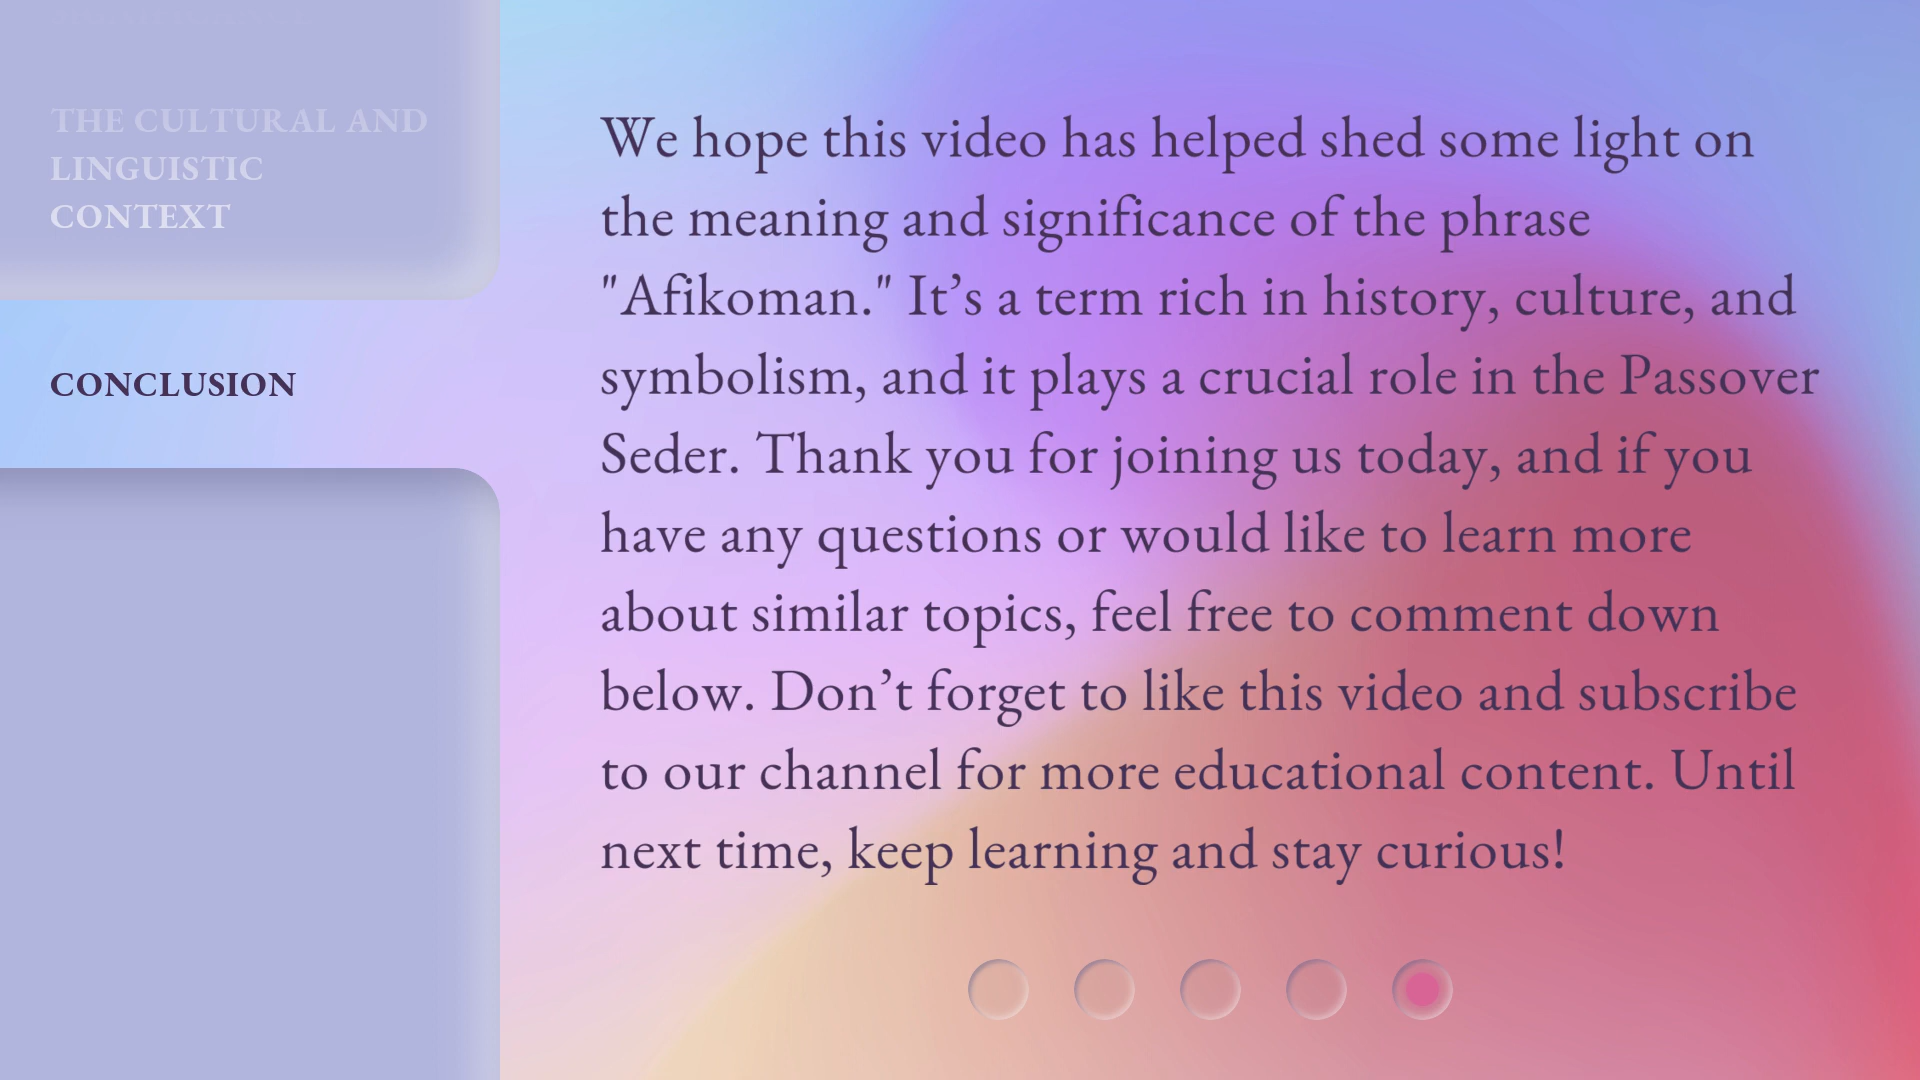 THE CULTURAL AND
LINGUISTIC
CONTEXT
CONCLUSION
We hope this video has helped shed some light on
the meaning and significance of the phrase
"Afikoman." It’s a term rich in history, culture, and
symbolism, and it plays a crucial role in the Passover
Seder. Thank you for joining us today, and if you
have any questions or would like to learn more
about similar topics, feel free to comment down
below. Don’t forget to like this video and subscribe
to our channel for more educational content. Until
next time, keep learning and stay curious!